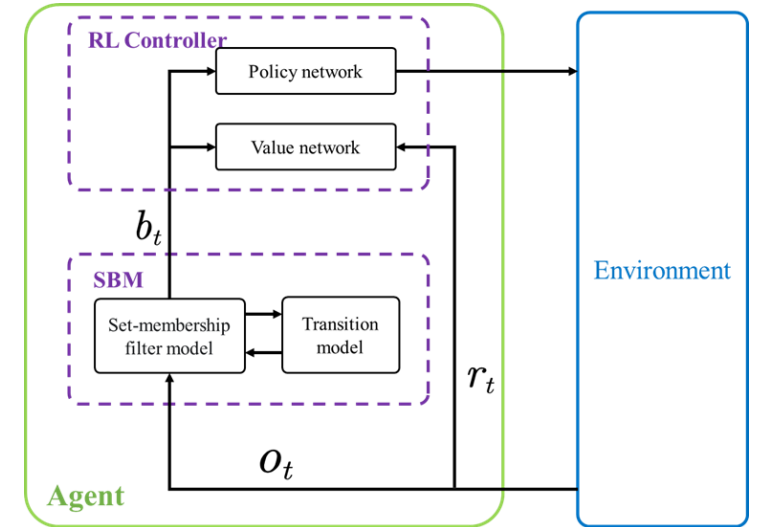 RL Controller
Policy network
Value network
b_t
SBM
Set-membership
filter model
Transition
model
Environment
r_t
o_t
Agent